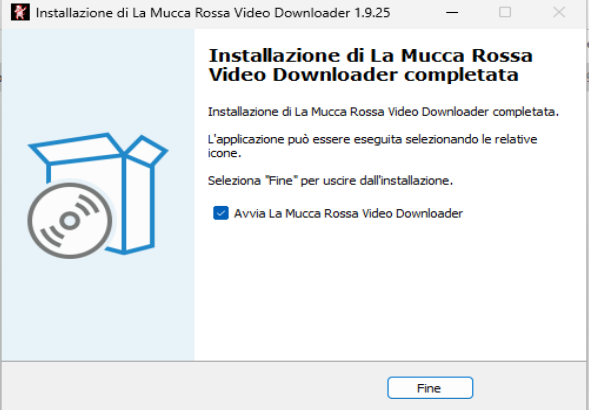 Installazione di La Mucca Rossa Video Downloader 1.9.25
Installazione di La Mucca Rossa
Video Downloader completata
Installazione di La Mucca Rossa Video Downloader completata.
L'applicazione può essere eseguita selezionando le relative
icone.
Seleziona "Fine" per uscire dall'installazione.
Avvia La Mucca Rossa Video Downloader
Fine